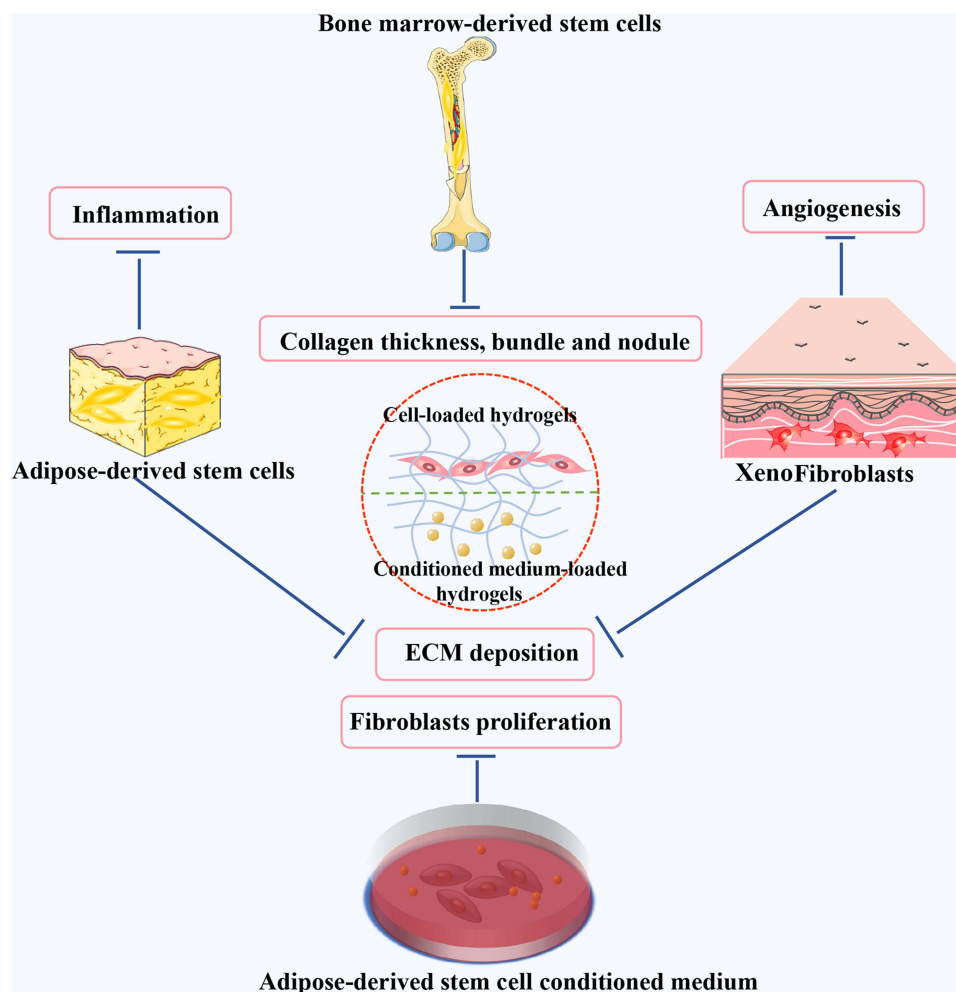 Bone marrow-derived stem cells
Inflammation
Angiogenesis
Collagen thickness, bundle and nodule
Cell-loaded hydrogels
Adipose-derived stem cells
XenoFibroblasts
Conditioned medium-loaded
hydrogels
ECM deposition
Fibroblasts proliferation
Adipose-derived stem cell conditioned medium